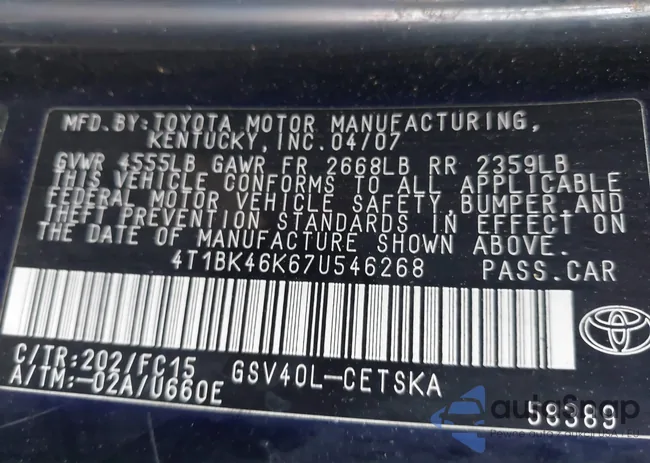 MFD.BY:TOYOTA MOTOR MANUFACTURING,
KENTUCKY, INC. 04/07
GVWR 4555LB GAWR FR 2668LB RR 2359LB
THIS VEHICLE CONFORMS TO ALL APPLICABLE
FEDERAL MOTOR VEHICLE SAFETY, BUMPER, AND
THEFT PREVENTION STANDARDS IN EFFECT ON
THE DATE OF MANUFACTURE SHOWN ABOVE.
4T1BK46K67U546268 PASS.CAR
C/TR:202/FC15 GSV40L-CETSKA
A/TM:-02A/U660E
58389
autoSnap